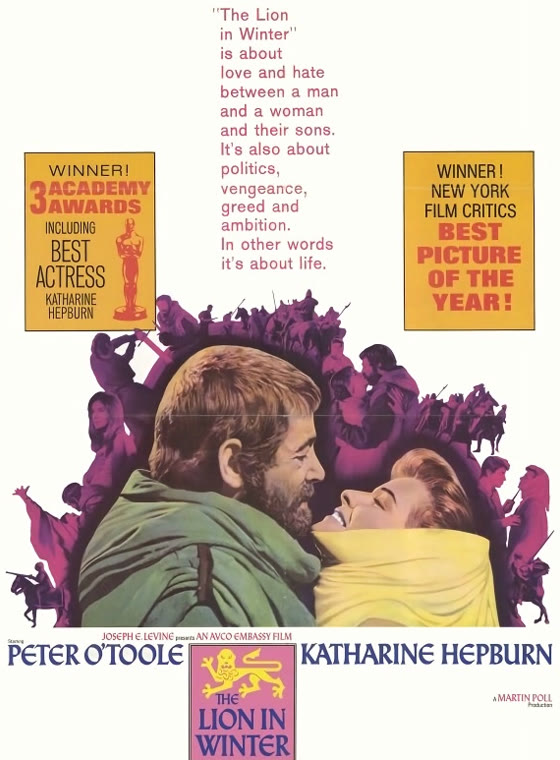 "The Lion
in Winter"
is about
love and hate
between a man
and a woman
and their sons.
It's also about
politics,
vengeance,
greed and
ambition.
In other words
it's about life.
WINNER!
3 ACADEMY
AWARDS
INCLUDING
BEST
ACTRESS
KATHARINE
HEPBURN
WINNER!
NEW YORK
FILM CRITICS
BEST
PICTURE
OF THE
YEAR!
JOSEPH E. LEVINE presents AN AVCO EMBASSY FILM
Starring
PETER O'TOOLE
KATHARINE HEPBURN
THE
LION IN
WINTER
A MARTIN POLL
Production